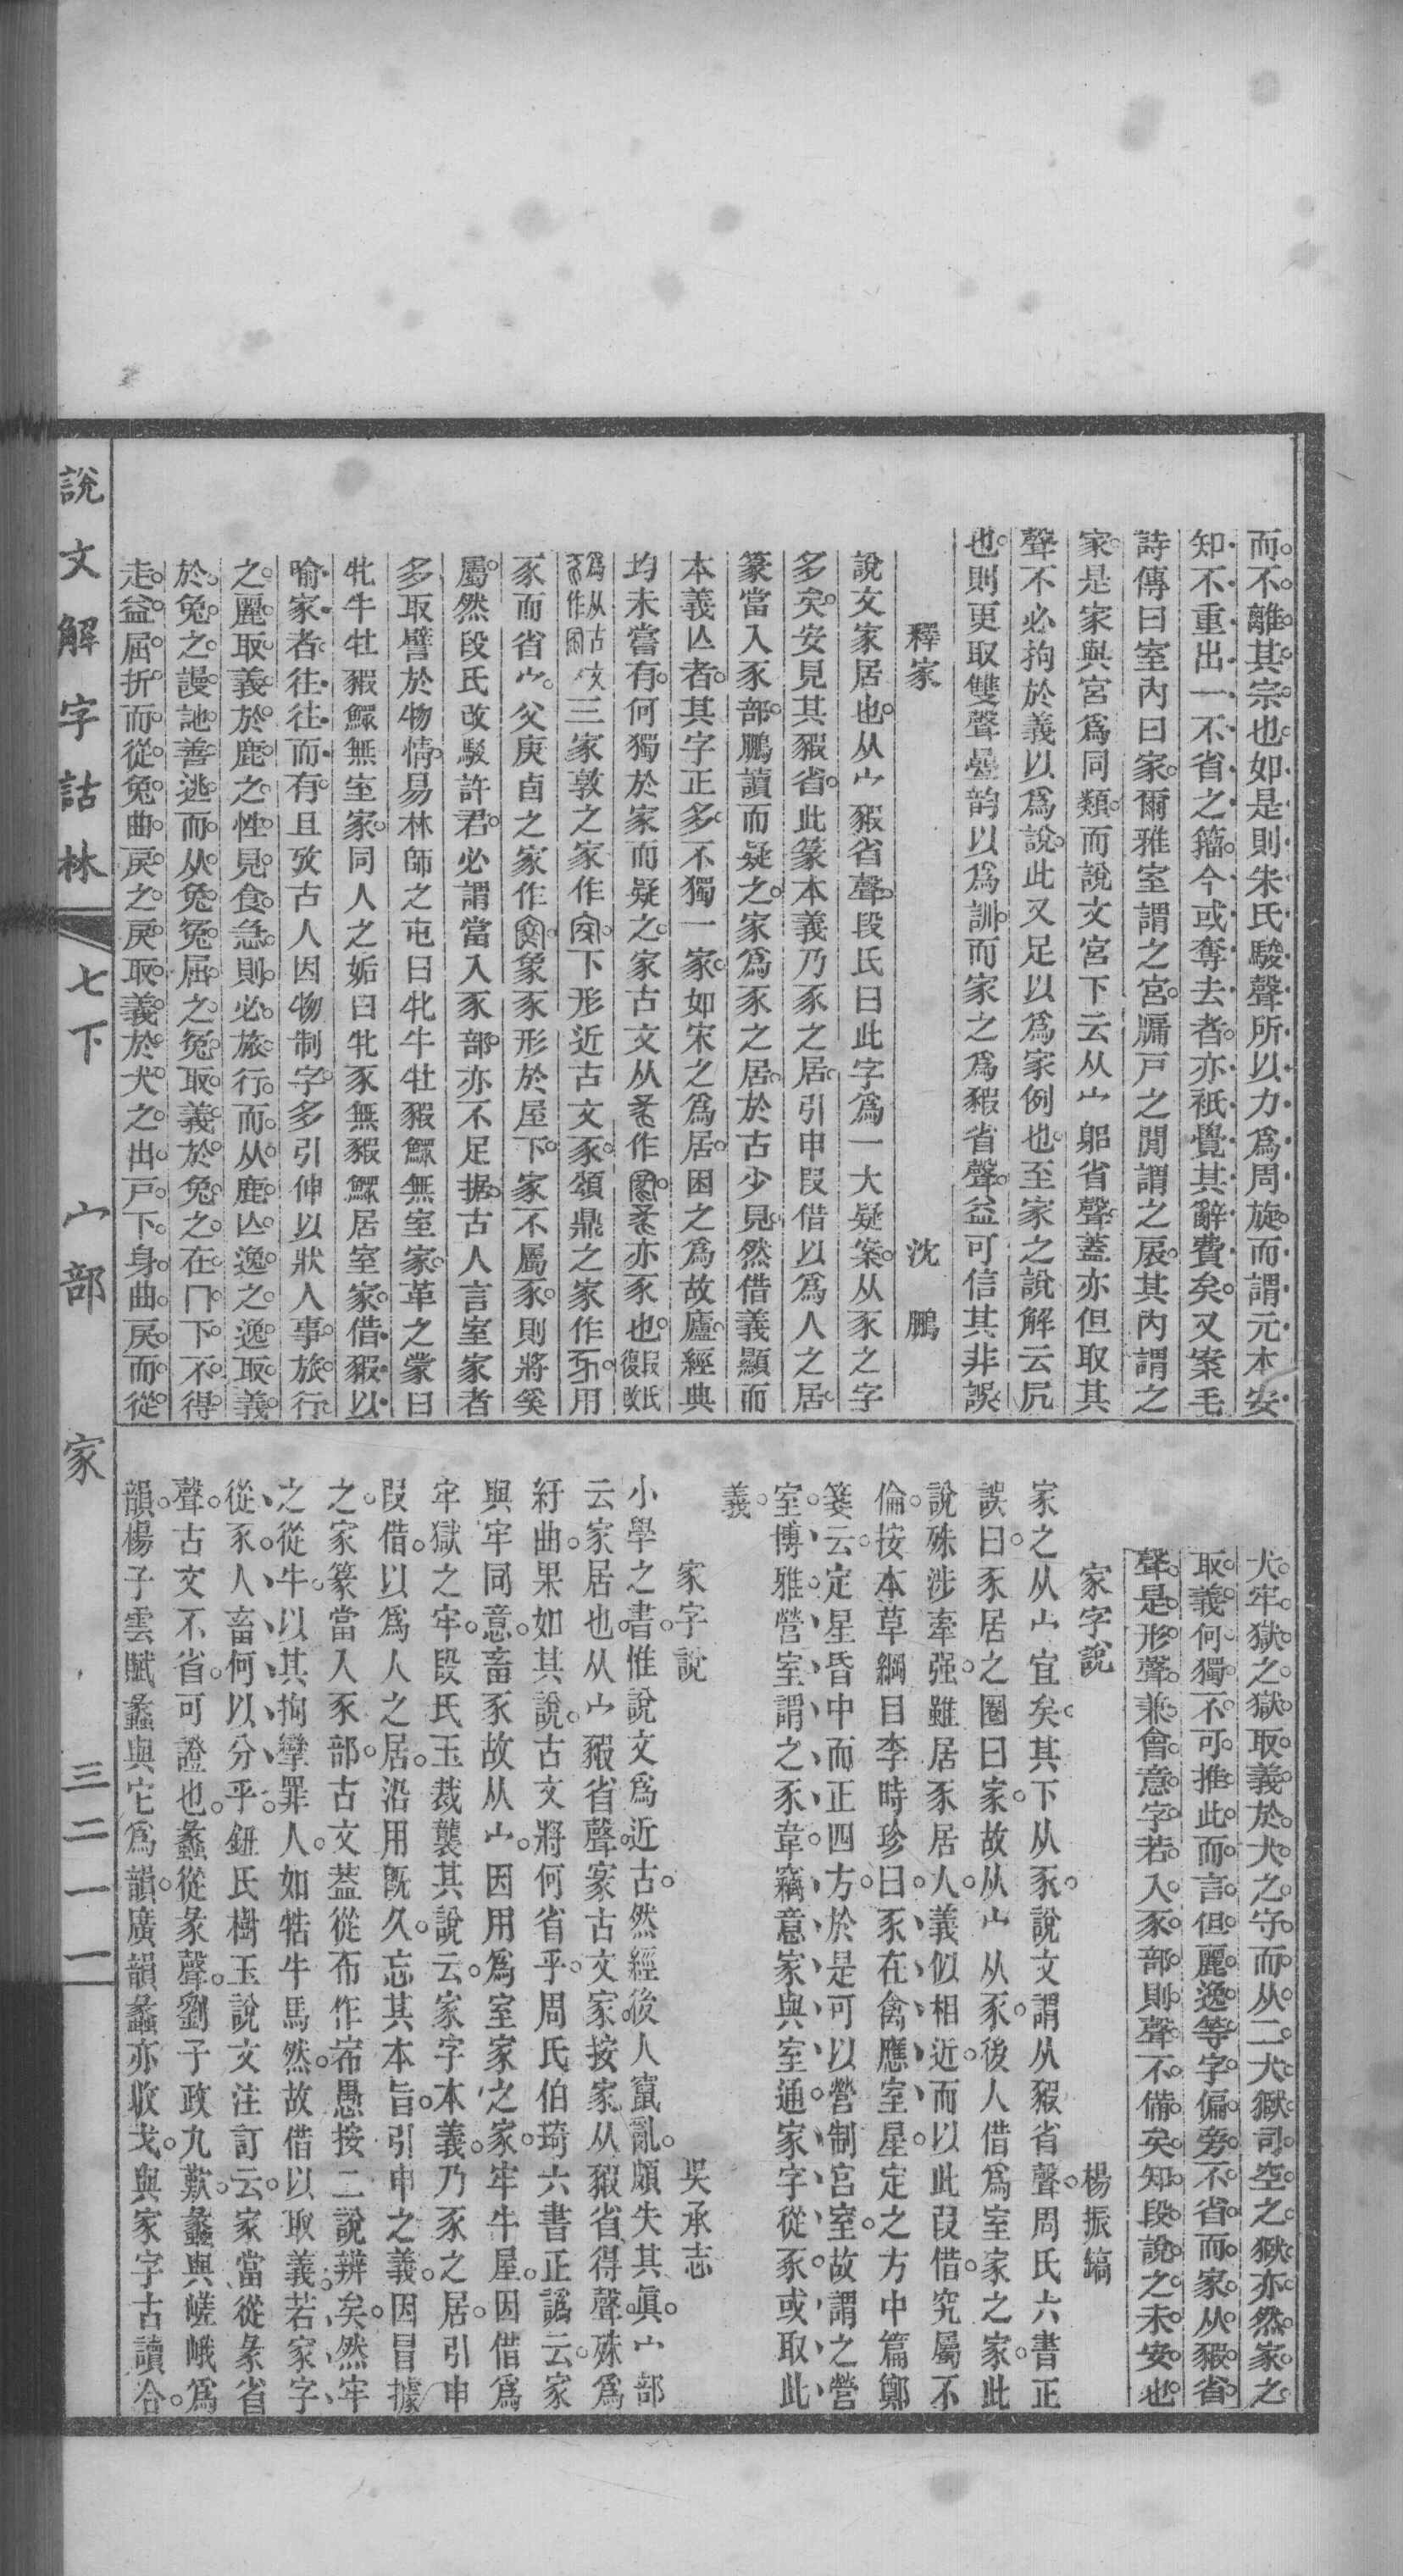 而不離其宗也如是則朱氏駿聲所以力爲周旋而謂元本安
知不重出一不省之籀今或奪去者亦祇覺其辭費矣又案毛
詩傳曰室內曰家爾雅室謂之宮牖戸之閒謂之扆其內謂之
家是家與宮爲同類而說文宮下云从宀躳省聲蓋亦但取其
聲不必拘於義以爲說此又足以爲家例也至家之說解云凥
也則更取雙聲疊韵以爲訓而家之爲豭省聲益可信其非誤
釋家 沈鵬
說文家居也从宀豭省聲段氏曰此字爲一大疑案从豕之字
多矣安見其豭省此篆本義乃豕之居引申叚借以爲人之居
篆當入豕部鵬讀而疑之家爲豕之居於古少見然借義顯而
本義亾者其字正多不獨一家如宋之爲居困之爲故廬經典
均未嘗有何獨於家而疑之家古文从作亦豕也段氏復改
爲从古文作三家敦之家作下形近古文豕頌鼎之家作用
豕而省宀父庚卣之家作象豕形於屋下家不屬豕則將奚
屬然段氏改駁許君必謂當入豕部亦不足据古人言室家者
多取譬於物情易林師之屯曰牝牛牡豭鰥無室家革之蒙曰
牝牛牡豭鰥無室家同人之姤曰牝豕無豭鰥居室家借豭以
喻家者往往而有且攷古人因物制字多引伸以狀人事旅行
之麗取義於鹿之性見食急則必旅行而从鹿亾逸之逸取義
於兔之謾訑善逃而从兔冤屈之冤取義於兔之在冂下不得
走益屈折而從兔曲戾之戾取義於犬之出戸下身曲戾而從
犬牢獄之獄取義於犬之守而从二犬獄司空之獄亦然家之
取義何獨不可推此而言但麗逸等字偏旁不省而家从豭省
聲是形聲兼會意字若入豕部則聲不備矣知段說之未安也
家字說 楊振鎬
家之从宀宜矣其下从豕說文謂从豭省聲周氏六書正
誤曰豕居之圈曰家故从宀从豕後人借爲室家之家此
說殊涉牽强雖居豕居人義似相近而以此叚借究屬不
倫按本草綱目李時珍曰豕在禽應室星定之方中篇鄭
箋云定星昏中而正四方於是可以營制宮室故謂之營
室博雅營室謂之豕韋竊意家與室通家字從豕或取此
義
家字說 吳承志
小學之書惟說文爲近古然經後人竄亂頗失其眞宀部
云家居也从宀豭省聲家古文家按家从豭省得聲殊爲
紆曲果如其說古文將何省乎周氏伯琦六書正譌云家
與牢同意畜豕故从宀因用爲室家之家牢牛屋因借爲
牢獄之牢段氏玉裁襲其說云家字本義乃豕之居引申
叚借以爲人之居沿用旣久忘其本旨引申之義因冒據
之家篆當入豕部古文葢從布作㡇愚按二說辨矣然牢
之從牛以其拘攣罪人如牿牛馬然故借以取義若家字
從豕人畜何以分乎鈕氏樹玉說文注訂云家當從彖省
聲古文不省可證也蠡從彖聲劉子政九歎蠡與嵯峨爲
韻楊子雲賦蠡與它爲韻廣韻蠡亦收戈與家字古讀合
說文解字詁林 七下 宀部 家 三二一一